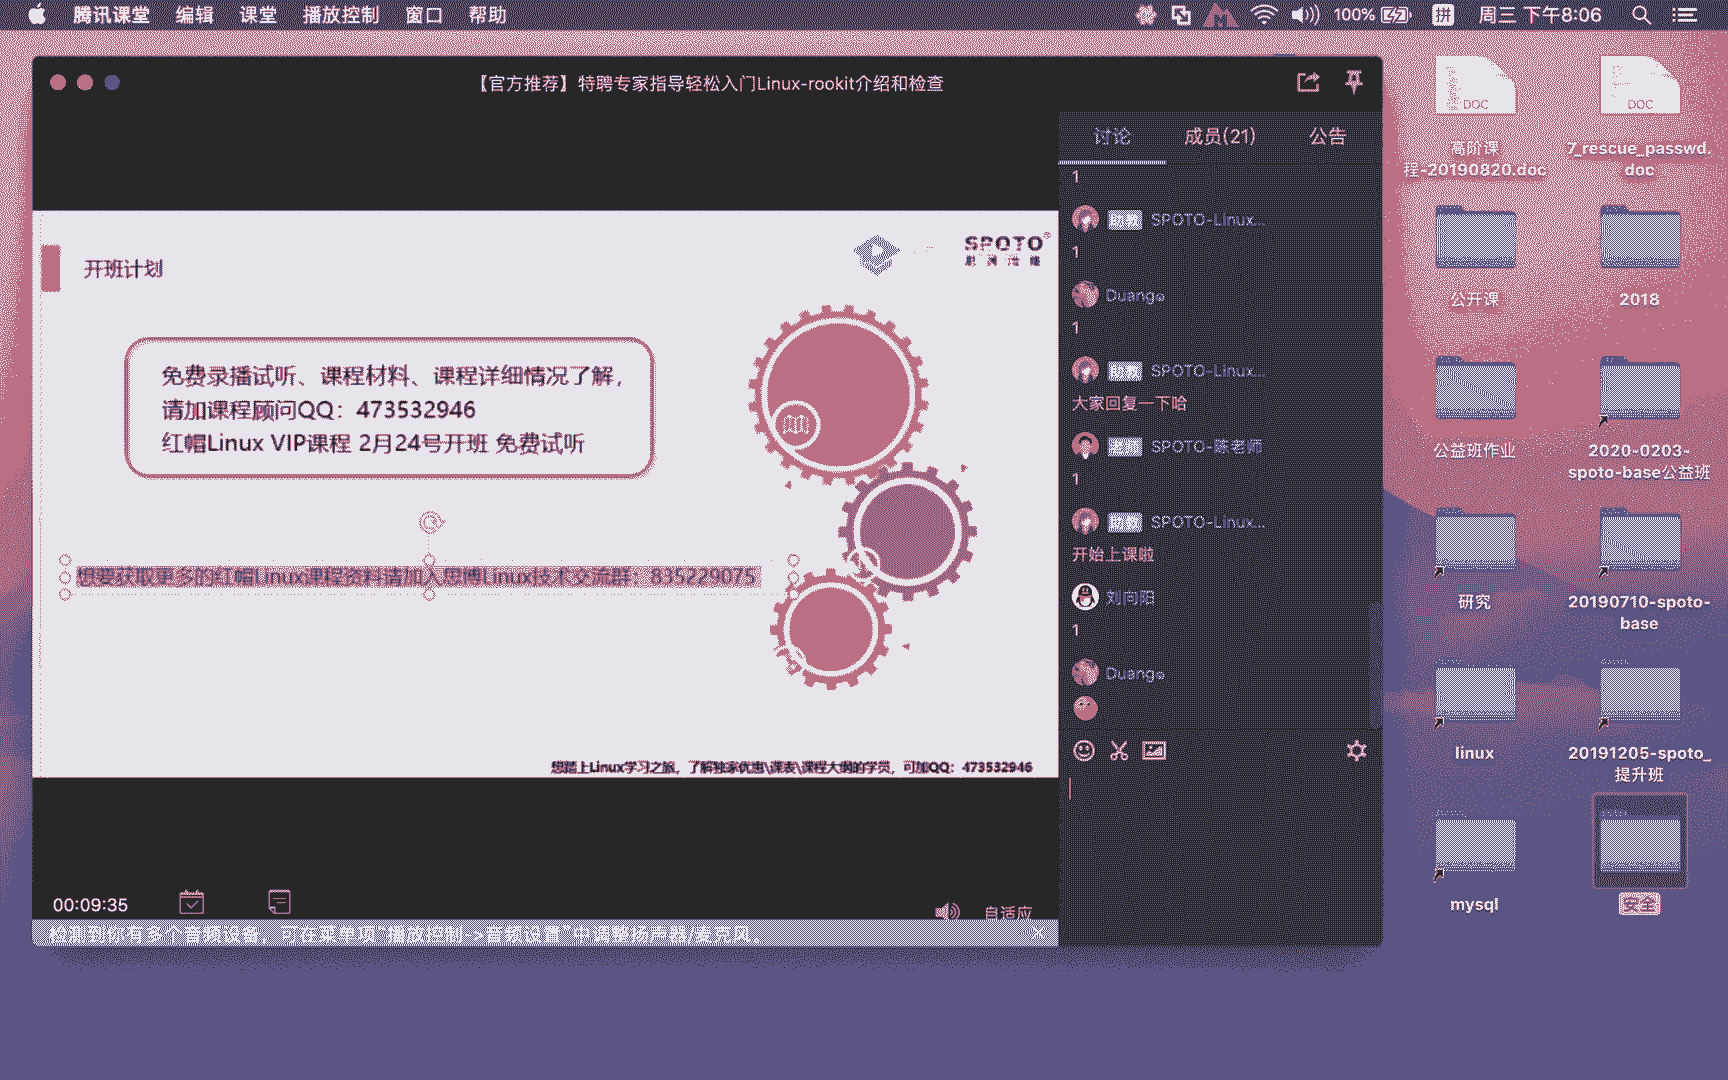 腾讯课堂 编辑 课堂 播放控制 窗口 帮助
100% 拼 周三 下午8:06
【官方推荐】特聘专家指导轻松入门Linux-rookit介绍和检查
讨论 成员(21) 公告
开班计划
SPOTO
免费录播试听、课程材料、课程详细情况了解，
请加课程顾问QQ：473532946
红帽Linux VIP课程 2月24号开班 免费试听
想要获取更多的红帽Linux课程资料请加入思博Linux技术交流群：835229075
想踏上Linux学习之旅，了解独家优惠\课表\课程大纲的学员，可加QQ：473532946
00:09:35
自适应
检测到你有多个音频设备，可在菜单项"播放控制->音频设置"中调整扬声器/麦克风。
1
助教 SPOTO-Linux...
1
Duang
1
助教 SPOTO-Linux...
大家回复一下哈
老师 SPOTO-陈老师
1
助教 SPOTO-Linux...
开始上课啦
刘向阳
1
Duang
DOC
高阶课
程-20190820.doc
DOC
7_rescue_passwd.
doc
公开课
2018
公益班作业
2020-0203-
spoto-base公益班
研究
20190710-spoto-
base
linux
20191205-spoto_
提升班
mysql
安全